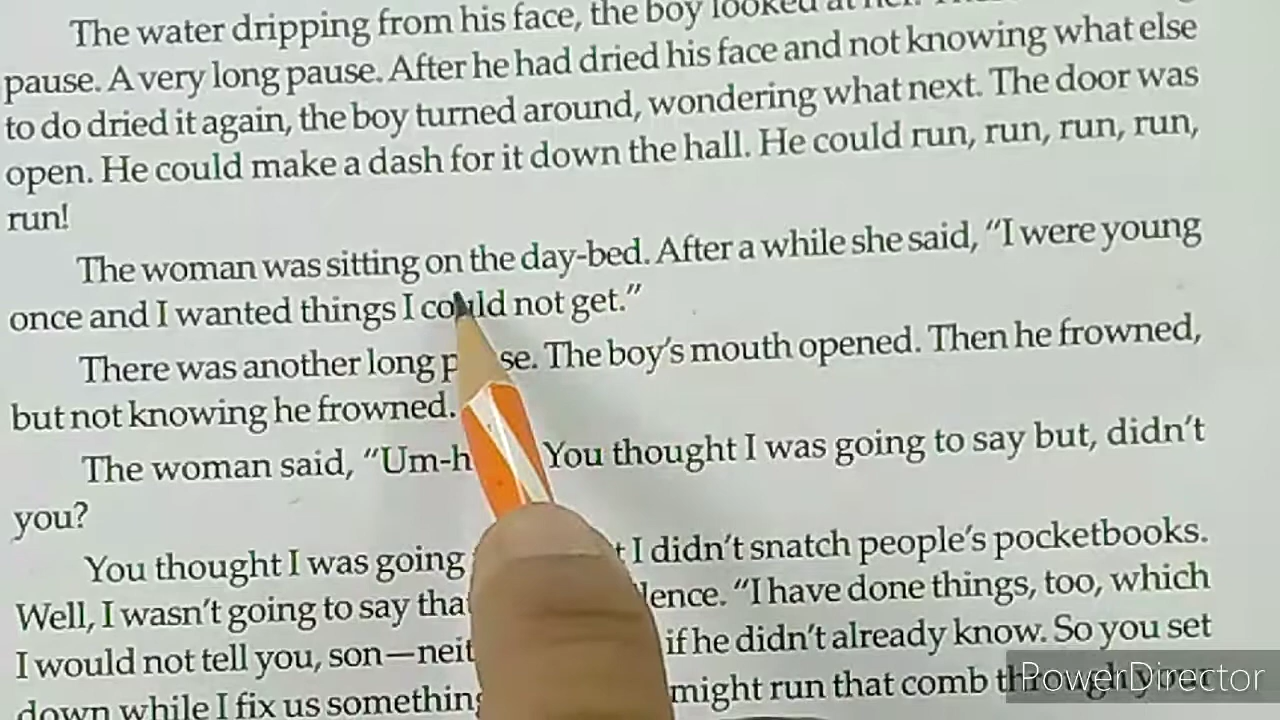 The water dripping from his face, the boy looked at her.
pause. A very long pause. After he had dried his face and not knowing what else
to do dried it again, the boy turned around, wondering what next. The door was
open. He could make a dash for it down the hall. He could run, run, run, run,
run!
The woman was sitting on the day-bed. After a while she said, “I were young
once and I wanted things I could not get.”
There was another long pause. The boy’s mouth opened. Then he frowned,
but not knowing he frowned.
The woman said, “Um-h You thought I was going to say but, didn’t
you?
You thought I was going I didn’t snatch people’s pocketbooks.
Well, I wasn’t going to say that “I have done things, too, which
I would not tell you, son—neit if he didn’t already know. So you set
down while I fix us something might run that comb through your
PowerDirector